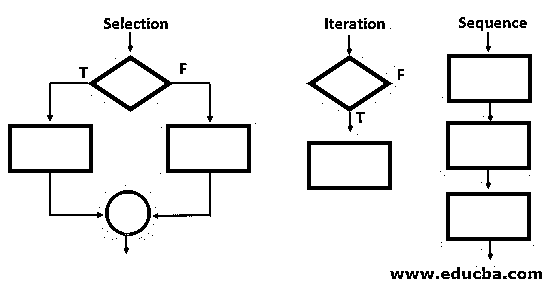 Selection
T
F
Iteration
F
T
Sequence
www.educba.com